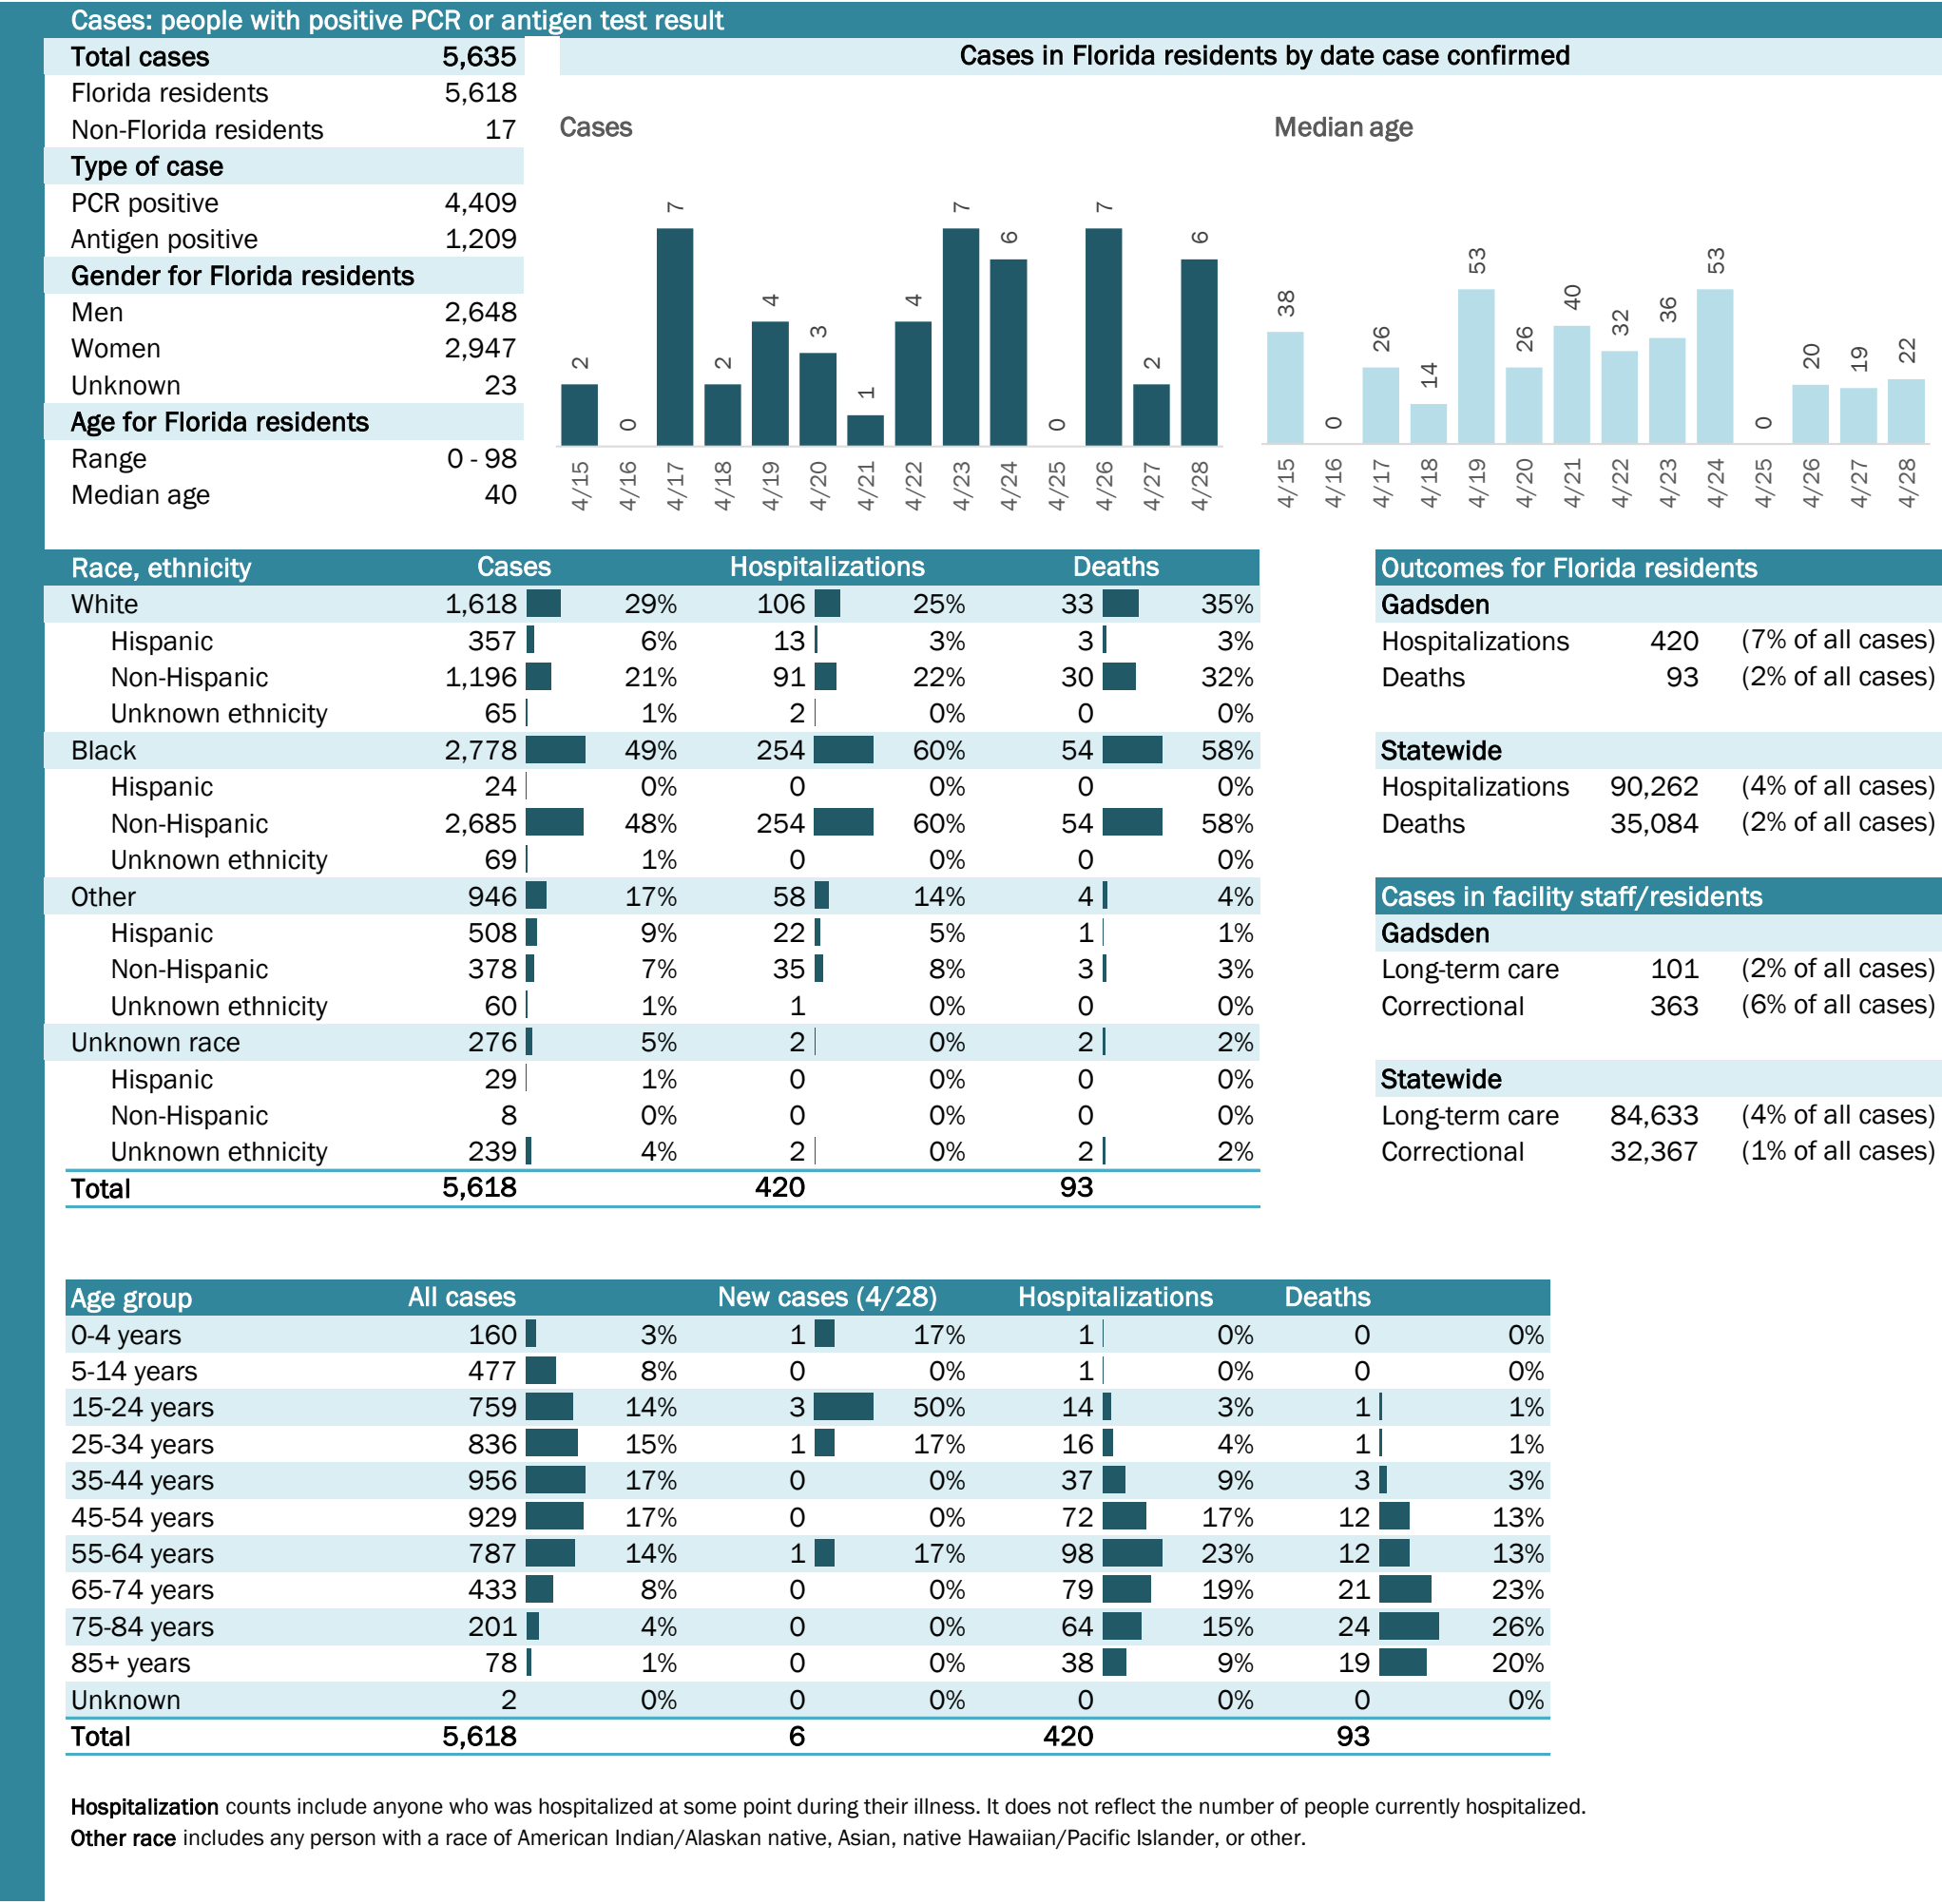 Cases: people with positive PCR or antigen test result
Total cases 5,635
Florida residents 5,618
Non-Florida residents 17
Type of case
PCR positive 4,409
Antigen positive 1,209
Gender for Florida residents
Men 2,648
Women 2,947
Unknown 23
Age for Florida residents
Range 0 - 98
Median age 40
Cases in Florida residents by date case confirmed
Cases
2 0 7 2 4 3 1 4 7 6 0 7 2 6
4/15 4/16 4/17 4/18 4/19 4/20 4/21 4/22 4/23 4/24 4/25 4/26 4/27 4/28
Median age
38 0 26 14 53 26 40 32 36 53 0 20 19 22
4/15 4/16 4/17 4/18 4/19 4/20 4/21 4/22 4/23 4/24 4/25 4/26 4/27 4/28
Race, ethnicity Cases Hospitalizations Deaths
White 1,618 29% 106 25% 33 35%
Hispanic 357 6% 13 3% 3 3%
Non-Hispanic 1,196 21% 91 22% 30 32%
Unknown ethnicity 65 1% 2 0% 0 0%
Black 2,778 49% 254 60% 54 58%
Hispanic 24 0% 0 0% 0 0%
Non-Hispanic 2,685 48% 254 60% 54 58%
Unknown ethnicity 69 1% 0 0% 0 0%
Other 946 17% 58 14% 4 4%
Hispanic 508 9% 22 5% 1 1%
Non-Hispanic 378 7% 35 8% 3 3%
Unknown ethnicity 60 1% 1 0% 0 0%
Unknown race 276 5% 2 0% 2 2%
Hispanic 29 1% 0 0% 0 0%
Non-Hispanic 8 0% 0 0% 0 0%
Unknown ethnicity 239 4% 2 0% 2 2%
Total 5,618 420 93
Outcomes for Florida residents
Gadsden
Hospitalizations 420 (7% of all cases)
Deaths 93 (2% of all cases)
Statewide
Hospitalizations 90,262 (4% of all cases)
Deaths 35,084 (2% of all cases)
Cases in facility staff/residents
Gadsden
Long-term care 101 (2% of all cases)
Correctional 363 (6% of all cases)
Statewide
Long-term care 84,633 (4% of all cases)
Correctional 32,367 (1% of all cases)
Age group All cases New cases (4/28) Hospitalizations Deaths
0-4 years 160 3% 1 17% 1 0% 0 0%
5-14 years 477 8% 0 0% 1 0% 0 0%
15-24 years 759 14% 3 50% 14 3% 1 1%
25-34 years 836 15% 1 17% 16 4% 1 1%
35-44 years 956 17% 0 0% 37 9% 3 3%
45-54 years 929 17% 0 0% 72 17% 12 13%
55-64 years 787 14% 1 17% 98 23% 12 13%
65-74 years 433 8% 0 0% 79 19% 21 23%
75-84 years 201 4% 0 0% 64 15% 24 26%
85+ years 78 1% 0 0% 38 9% 19 20%
Unknown 2 0% 0 0% 0 0% 0 0%
Total 5,618 6 420 93
Hospitalization counts include anyone who was hospitalized at some point during their illness. It does not reflect the number of people currently hospitalized.
Other race includes any person with a race of American Indian/Alaskan native, Asian, native Hawaiian/Pacific Islander, or other.